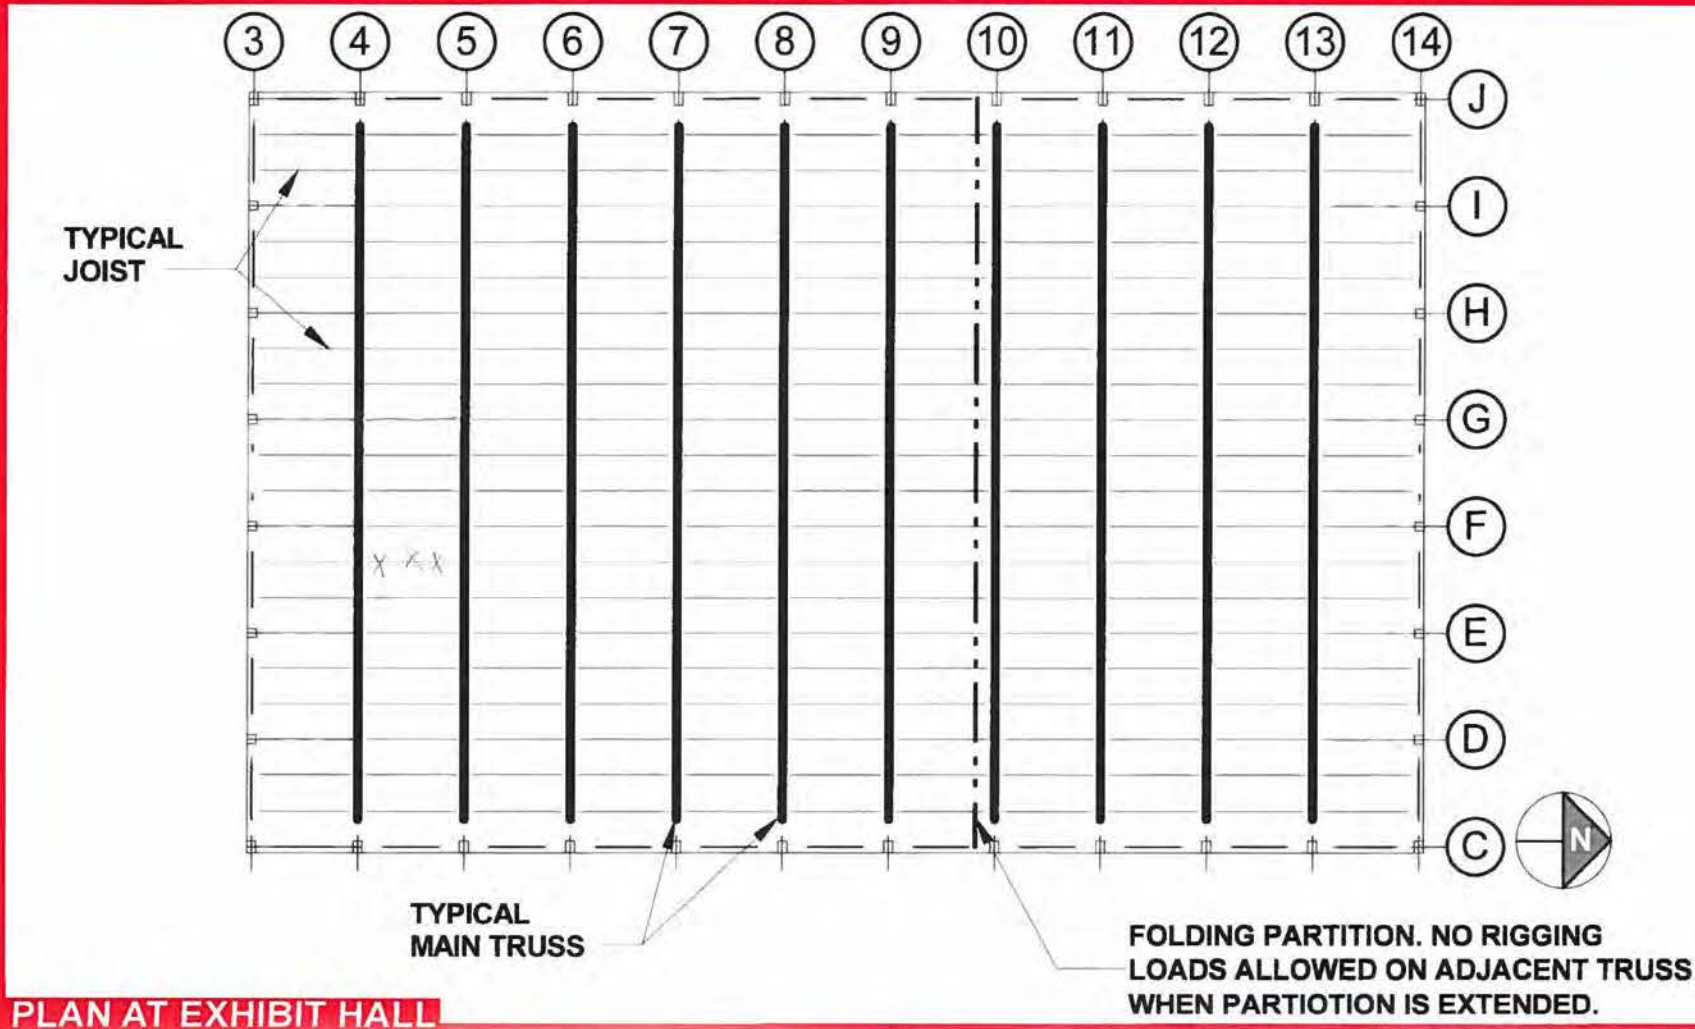 3 4 5 6 7 8 9 10 11 12 13 14
J
I
TYPICAL
JOIST
H
G
F
X X X
E
D
C
N
TYPICAL
MAIN TRUSS
FOLDING PARTITION. NO RIGGING
LOADS ALLOWED ON ADJACENT TRUSS
WHEN PARTIOTION IS EXTENDED.
PLAN AT EXHIBIT HALL